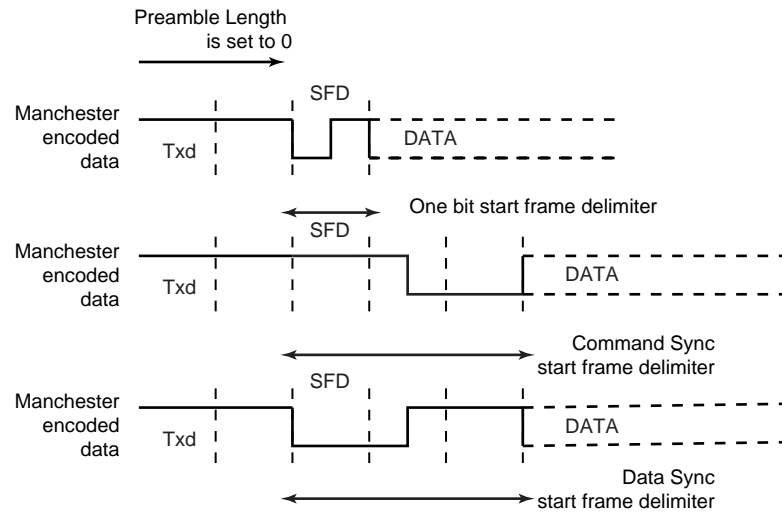 Preamble Length
is set to 0
SFD
Manchester
encoded
data
Txd
DATA
One bit start frame delimiter
SFD
Manchester
encoded
data
Txd
DATA
Command Sync
start frame delimiter
SFD
Manchester
encoded
data
Txd
DATA
Data Sync
start frame delimiter